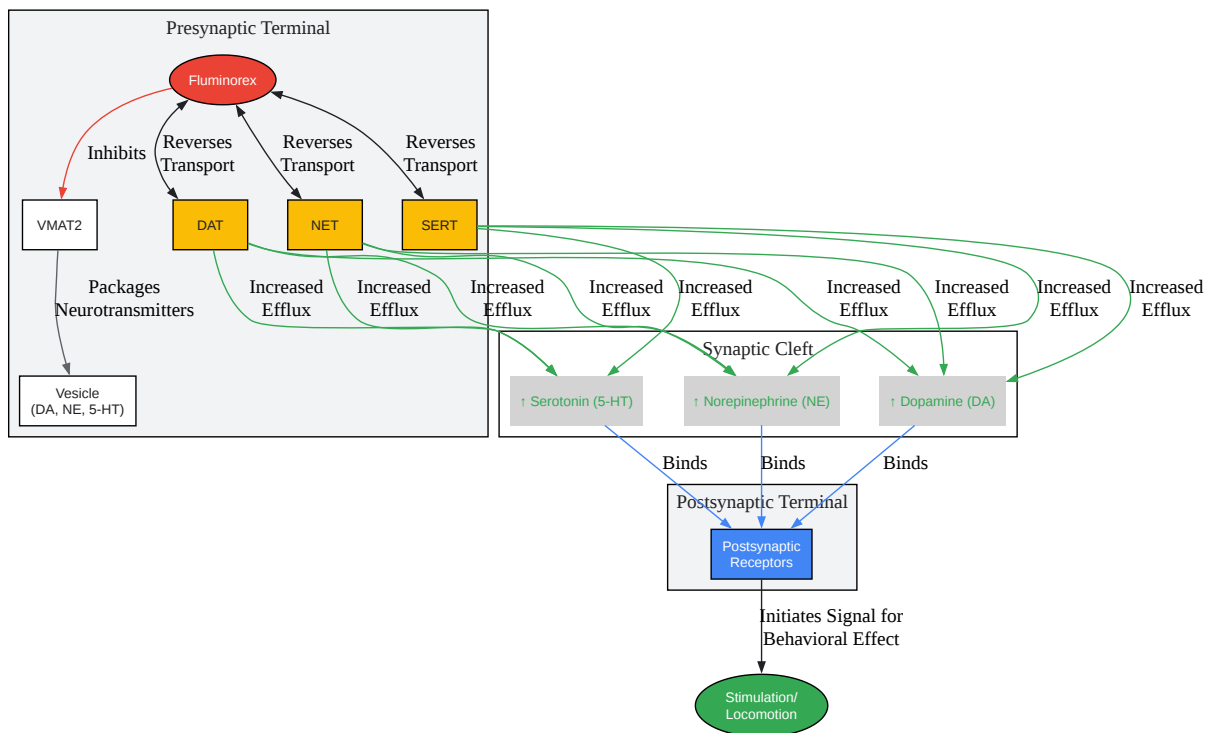 Presynaptic Terminal
Fluminorex
Inhibits
Reverses
Transport
Reverses
Transport
Reverses
Transport
VMAT2
DAT
NET
SERT
Packages
Neurotransmitters
Increased
Efflux
Increased
Efflux
Increased
Efflux
Increased
Efflux
Increased
Efflux
Increased
Efflux
Increased
Efflux
Increased
Efflux
Increased
Efflux
Synaptic Cleft
Vesicle
(DA, NE, 5-HT)
↑ Serotonin (5-HT)
↑ Norepinephrine (NE)
↑ Dopamine (DA)
Binds
Binds
Binds
Postsynaptic Terminal
Postsynaptic
Receptors
Initiates Signal for
Behavioral Effect
Stimulation/
Locomotion